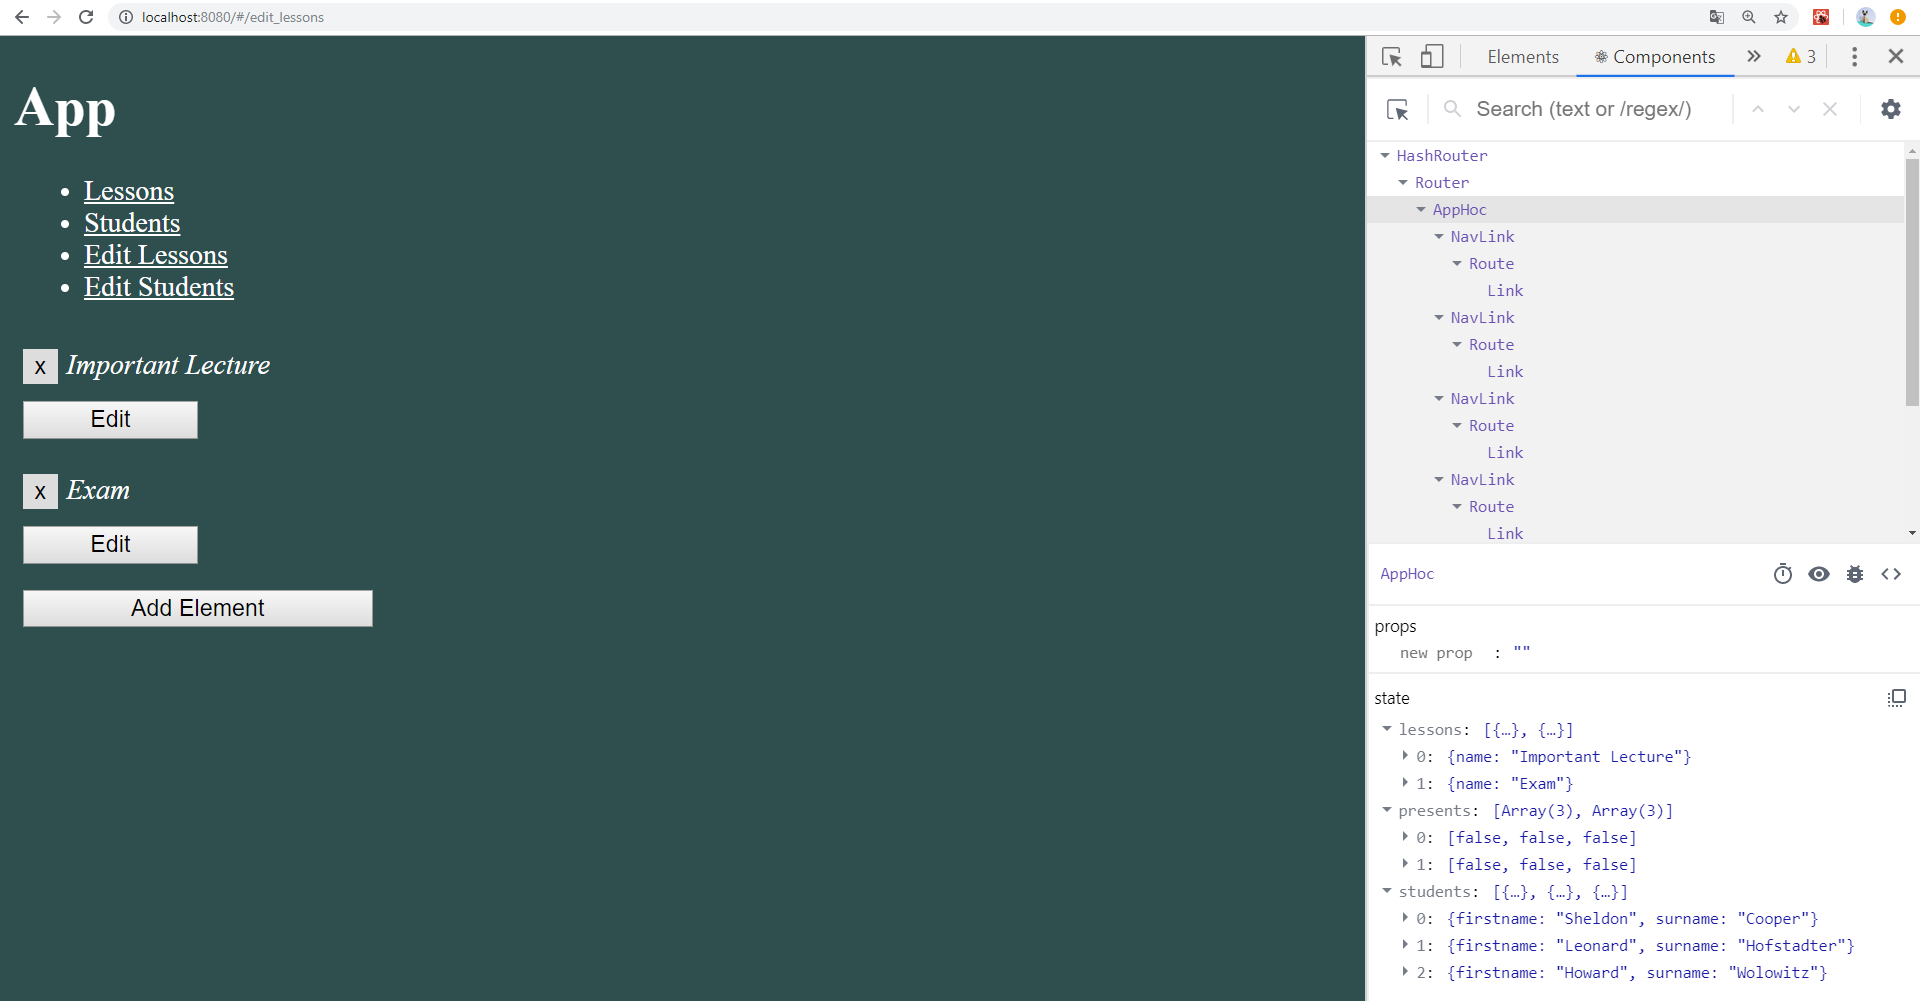 localhost:8080/#/edit_lessons
App
Lessons
Students
Edit Lessons
Edit Students
x Important Lecture
Edit
x Exam
Edit
Add Element
Elements Components 3
Search (text or /regex/)
HashRouter
Router
AppHoc
NavLink
Route
Link
NavLink
Route
Link
NavLink
Route
Link
NavLink
Route
Link
AppHoc
props
new prop : ""
state
lessons: [{…}, {…}]
0: {name: "Important Lecture"}
1: {name: "Exam"}
presents: [Array(3), Array(3)]
0: [false, false, false]
1: [false, false, false]
students: [{…}, {…}, {…}]
0: {firstname: "Sheldon", surname: "Cooper"}
1: {firstname: "Leonard", surname: "Hofstadter"}
2: {firstname: "Howard", surname: "Wolowitz"}